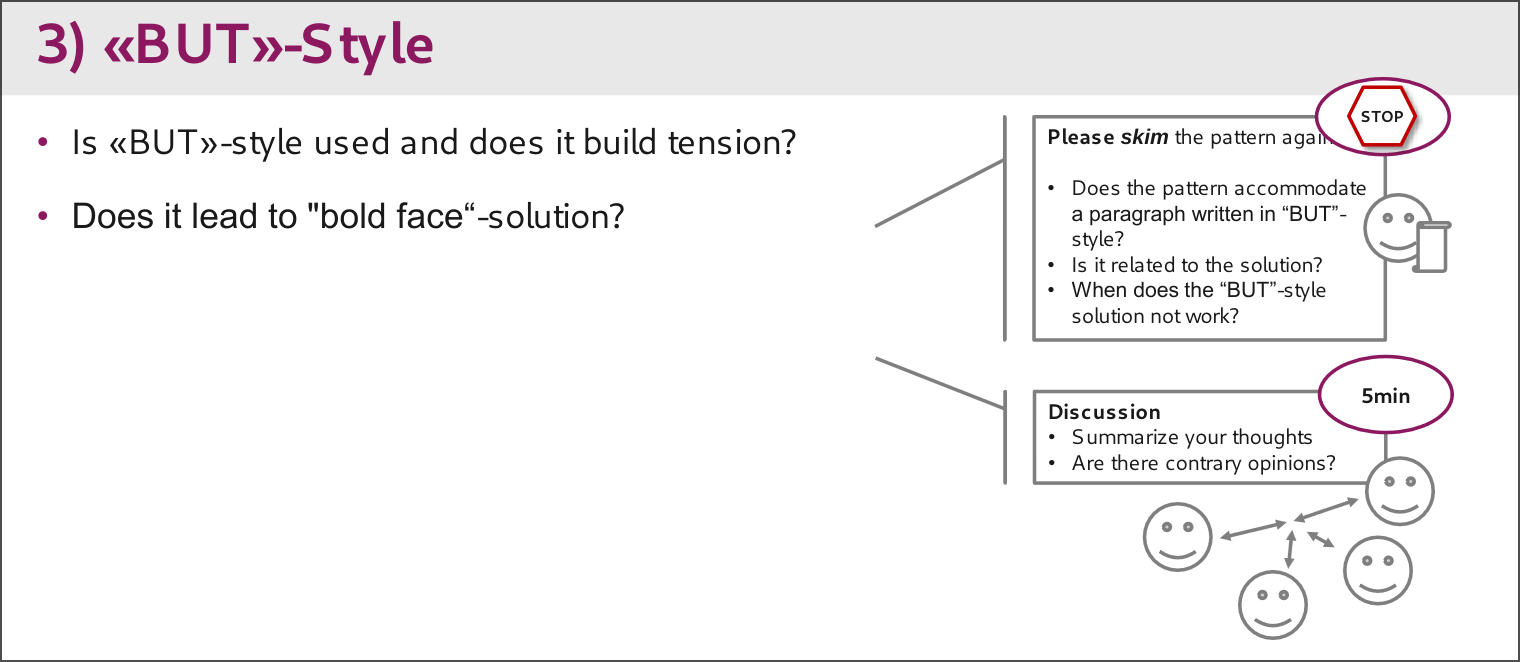 3) «BUT»-Style
• Is «BUT»-style used and does it build tension?
• Does it lead to "bold face“-solution?
STOP
Please skim the pattern again
• Does the pattern accommodate
a paragraph written in “BUT”-
style?
• Is it related to the solution?
• When does the “BUT”-style
solution not work?
5min
Discussion
• Summarize your thoughts
• Are there contrary opinions?